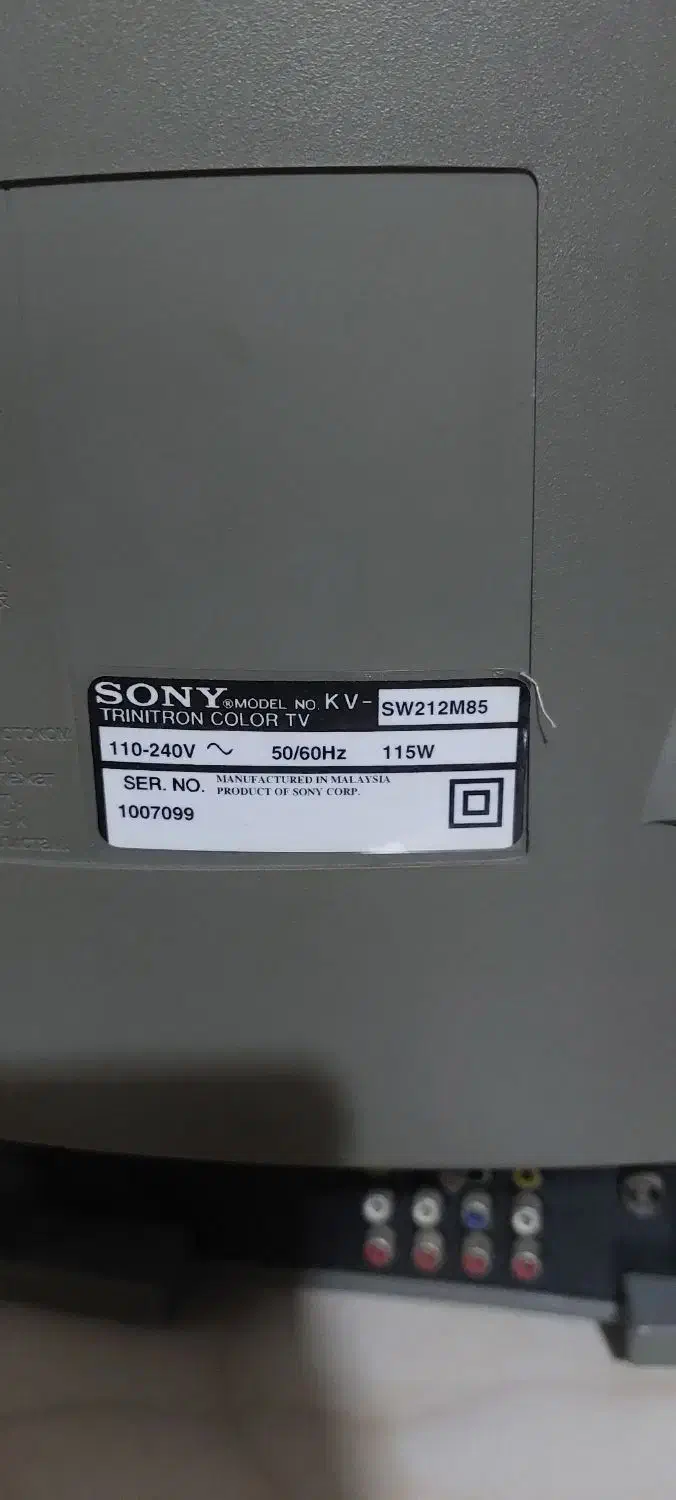 SONY® MODEL NO. KV-SW212M85
TRINITRON COLOR TV
110-240V ~ 50/60Hz 115W
SER. NO. MANUFACTURED IN MALAYSIA
PRODUCT OF SONY CORP.
1007099